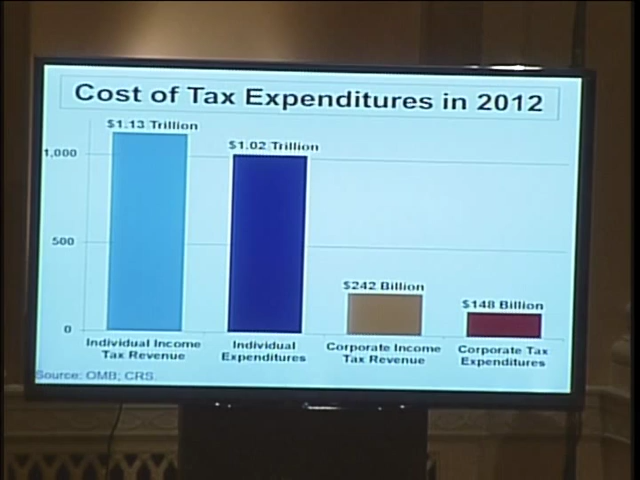 Cost of Tax Expenditures in 2012
$1.13 Trillion
$1.02 Trillion
$242 Billion
$148 Billion
1,000
500
0
Individual Income
Tax Revenue
Individual
Expenditures
Corporate Income
Tax Revenue
Corporate Tax
Expenditures
Source: OMB; CRS